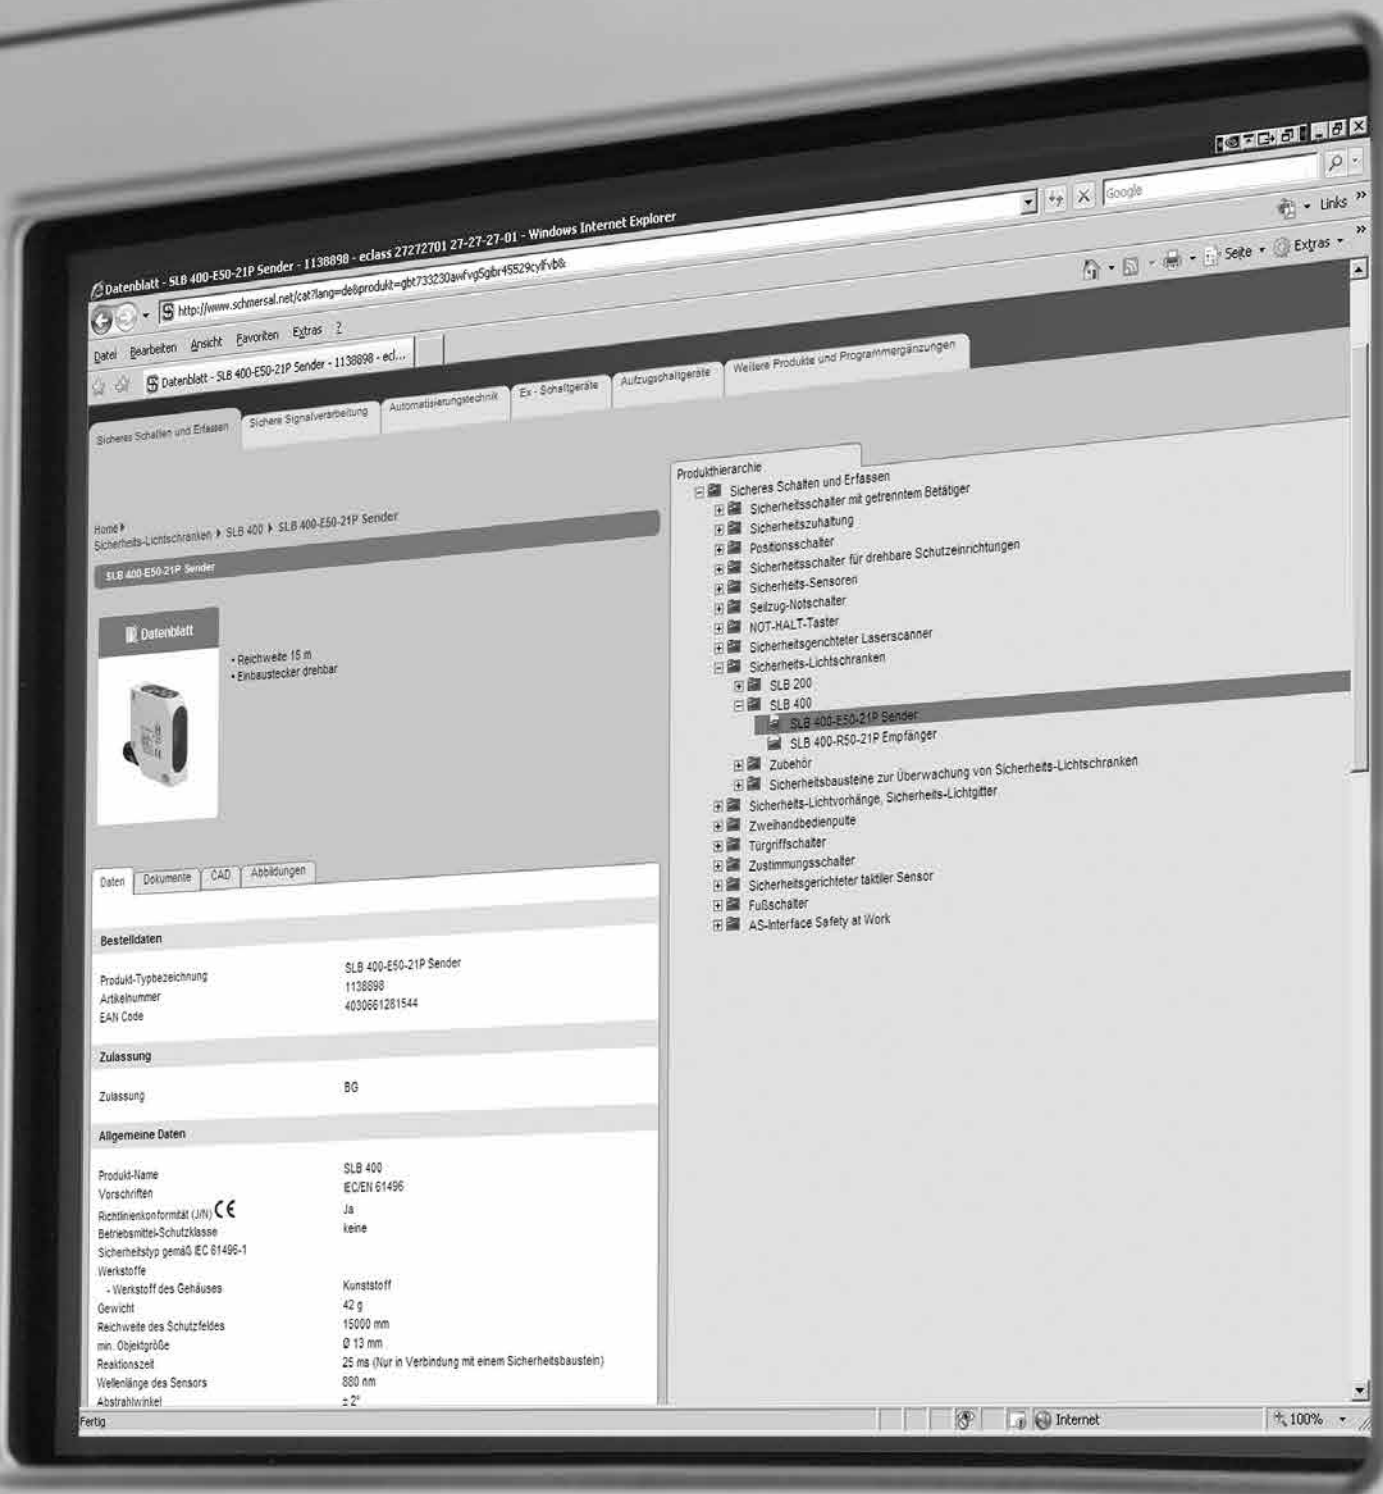 Datenblatt - SLB 400-E50-21P Sender - 1138898 - eclass 27272701 27-27-27-01 - Windows Internet Explorer
http://www.schmersal.net/cat?lang=de&produkt=
Google
Links
Datei Bearbeiten Ansicht Favoriten Extras ?
Datenblatt - SLB 400-E50-21P Sender - 1138898 - ecl...
Seite Extras
Sicheres Schalten und Erfassen
Sichere Signalverarbeitung
Automatisierungstechnik
Ex - Schaltgeräte
Aufzugschaltgeräte
Weitere Produkte und Programmergänzungen
Home
Sicherheits-Lichtschranken SLB 400 SLB 400-E50-21P Sender
SLB 400-E50-21P Sender
Datenblatt
• Reichweite 15 m
• Einbaustecker drehbar
Daten Dokumente CAD Abbildungen
Bestelldaten
Produkt-Typbezeichnung SLB 400-E50-21P Sender
Artikelnummer 1138898
EAN Code 4030661281544
Zulassung
Zulassung BG
Allgemeine Daten
Produkt-Name SLB 400
Vorschriften IEC/EN 61496
Richtlinienkonformität (J/N) CE Ja
Betriebsmittel-Schutzklasse keine
Sicherheitstyp gemäß IEC 61496-1
Werkstoffe
- Werkstoff des Gehäuses Kunststoff
Gewicht 42 g
Reichweite des Schutzfeldes 15000 mm
min. Objektgröße Ø 13 mm
Reaktionszeit 25 ms (Nur in Verbindung mit einem Sicherheitsbaustein)
Wellenlänge des Sensors 880 nm
Abstrahlwinkel ± 2°
Produkthierarchie
Sicheres Schalten und Erfassen
Sicherheitsschalter mit getrenntem Betätiger
Sicherheitszuhaltung
Positionsschalter
Sicherheitsschalter für drehbare Schutzeinrichtungen
Sicherheits-Sensoren
Seilzug-Notschalter
NOT-HALT-Taster
Sicherheitsgerichteter Laserscanner
Sicherheits-Lichtschranken
SLB 200
SLB 400
SLB 400-E50-21P Sender
SLB 400-R50-21P Empfänger
Zubehör
Sicherheitsbausteine zur Überwachung von Sicherheits-Lichtschranken
Sicherheits-Lichtvorhänge, Sicherheits-Lichtgitter
Zweihandbedienpulte
Türgriffschalter
Zustimmungsschalter
Sicherheitsgerichteter taktiler Sensor
Fußschalter
AS-Interface Safety at Work
Fertig
Internet
100%